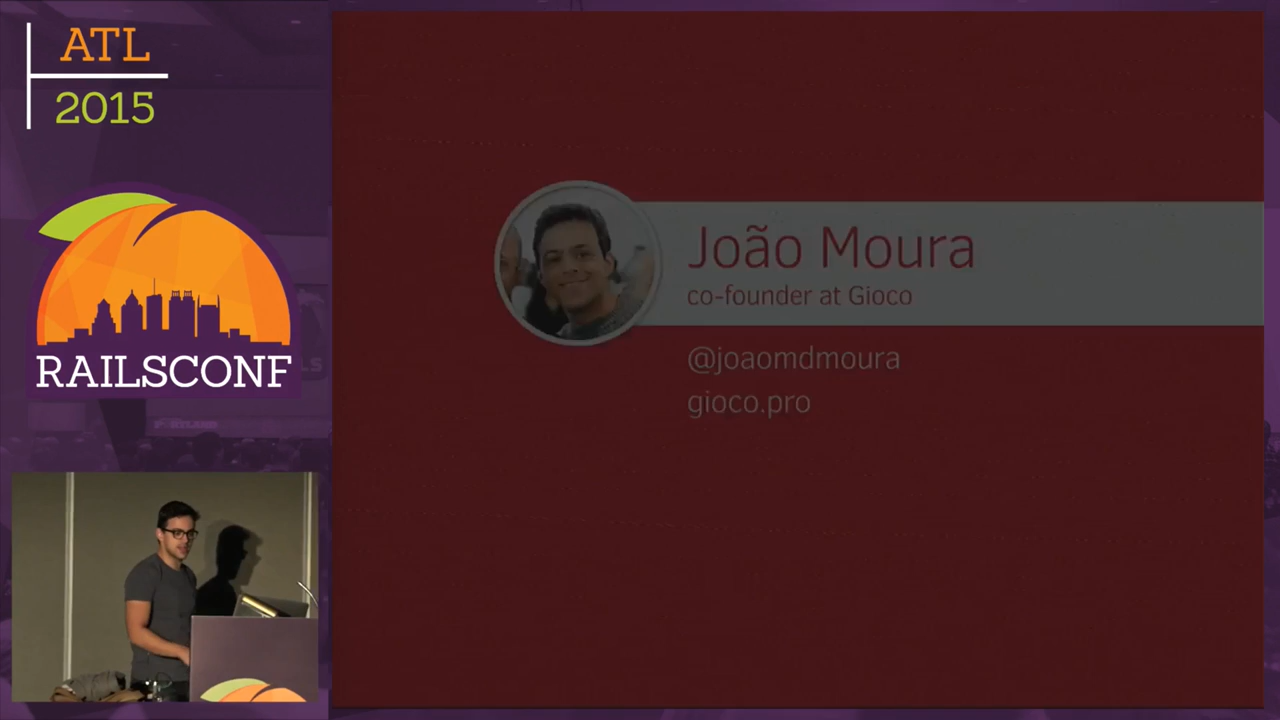 ATL
2015
RAILSCONF
João Moura
co-founder at Gioco
@joaomdmoura
gioco.pro